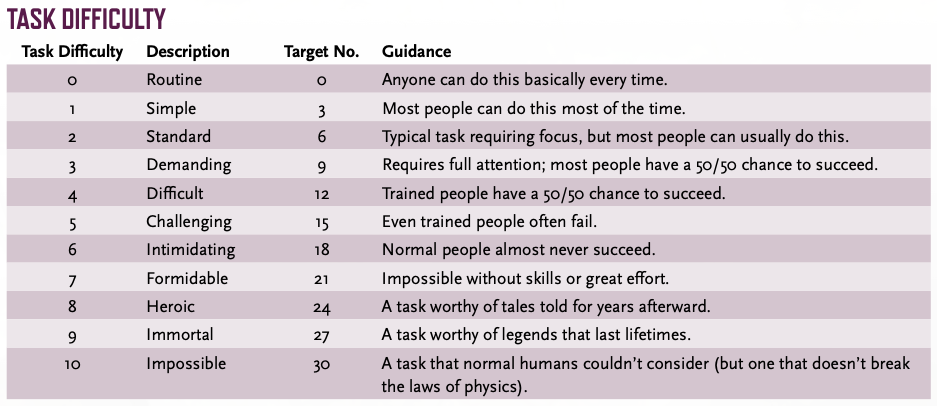 TASK DIFFICULTY
Task Difficulty Description Target No. Guidance
0 Routine 0 Anyone can do this basically every time.
1 Simple 3 Most people can do this most of the time.
2 Standard 6 Typical task requiring focus, but most people can usually do this.
3 Demanding 9 Requires full attention; most people have a 50/50 chance to succeed.
4 Difficult 12 Trained people have a 50/50 chance to succeed.
5 Challenging 15 Even trained people often fail.
6 Intimidating 18 Normal people almost never succeed.
7 Formidable 21 Impossible without skills or great effort.
8 Heroic 24 A task worthy of tales told for years afterward.
9 Immortal 27 A task worthy of legends that last lifetimes.
10 Impossible 30 A task that normal humans couldn't consider (but one that doesn't break
the laws of physics).